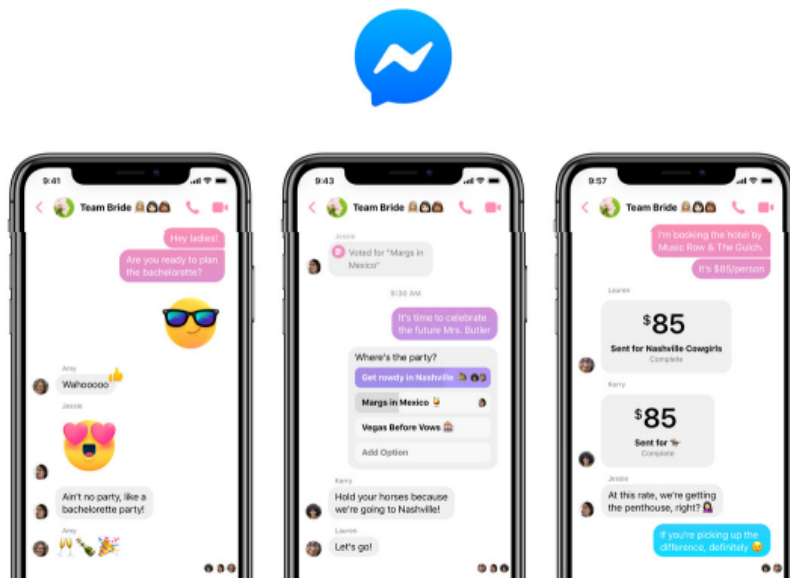 9:41
Team Bride
Hey ladies!
Are you ready to plan
the bachelorette?
Amy
Wahooooo
Jessie
Ain't no party, like a
bachelorette party!
Amy
9:43
Team Bride
Jessie
Voted for "Margs in
Mexico"
9:30 AM
It's time to celebrate
the future Mrs. Butler
Where's the party?
Get rowdy in Nashville
Margs in Mexico
Vegas Before Vows
Add Option
Kerry
Hold your horses because
we're going to Nashville!
Lauren
Let's go!
9:57
Team Bride
I'm booking the hotel by
Music Row & The Gulch.
It's $85/person
Lauren
$85
Sent for Nashville Cowgirls
Complete
Kerry
$85
Sent for
Complete
Jessie
At this rate, we're getting
the penthouse, right?
If you're picking up the
difference, definitely